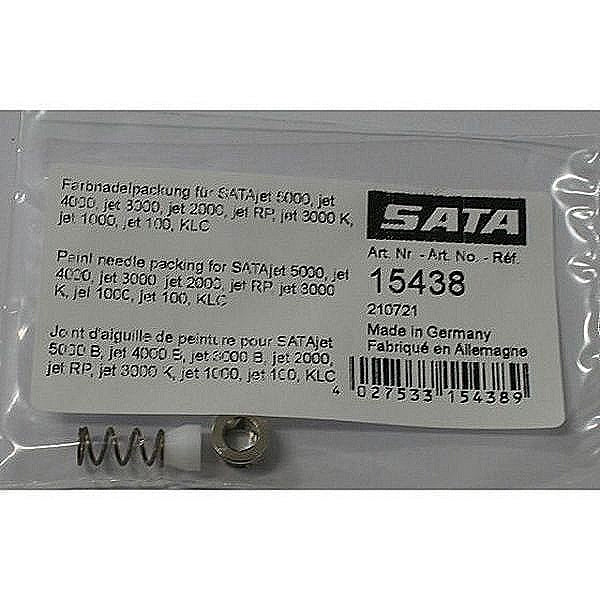 Farbnadelpackung für SATAjet 5000, jet
4000, jet 3000, jet 2000, jet RP, jet 3000 K,
jet 1000, jet 100, KLC
Paint needle packing for SATAjet 5000, jet
4000, jet 3000, jet 2000, jet RP, jet 3000
K, jet 1000, jet 100, KLC
Joint d'aiguille de peinture pour SATAjet
5000 B, jet 4000 B, jet 3000 B, jet 2000,
jet RP, jet 3000 K, jet 1000, jet 100, KLC
SATA
Art. Nr. - Art. No. - Réf.
15438
210721
Made in Germany
Fabriqué en Allemagne
4 027533 154389